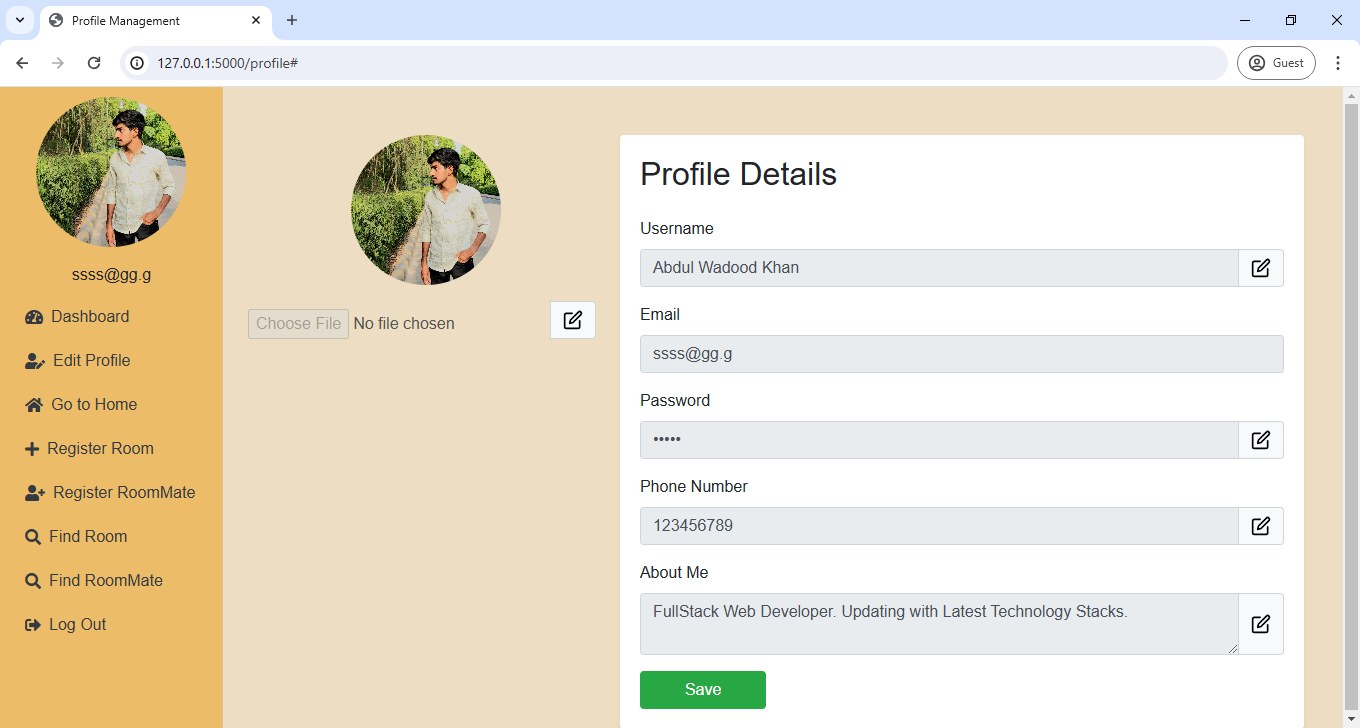 Profile Management
127.0.0.1:5000/profile#
Guest
ssss@gg.g
Dashboard
Edit Profile
Go to Home
Register Room
Register RoomMate
Find Room
Find RoomMate
Log Out
Choose File No file chosen
Profile Details
Username
Abdul Wadood Khan
Email
ssss@gg.g
Password
•••••
Phone Number
123456789
About Me
FullStack Web Developer. Updating with Latest Technology Stacks.
Save